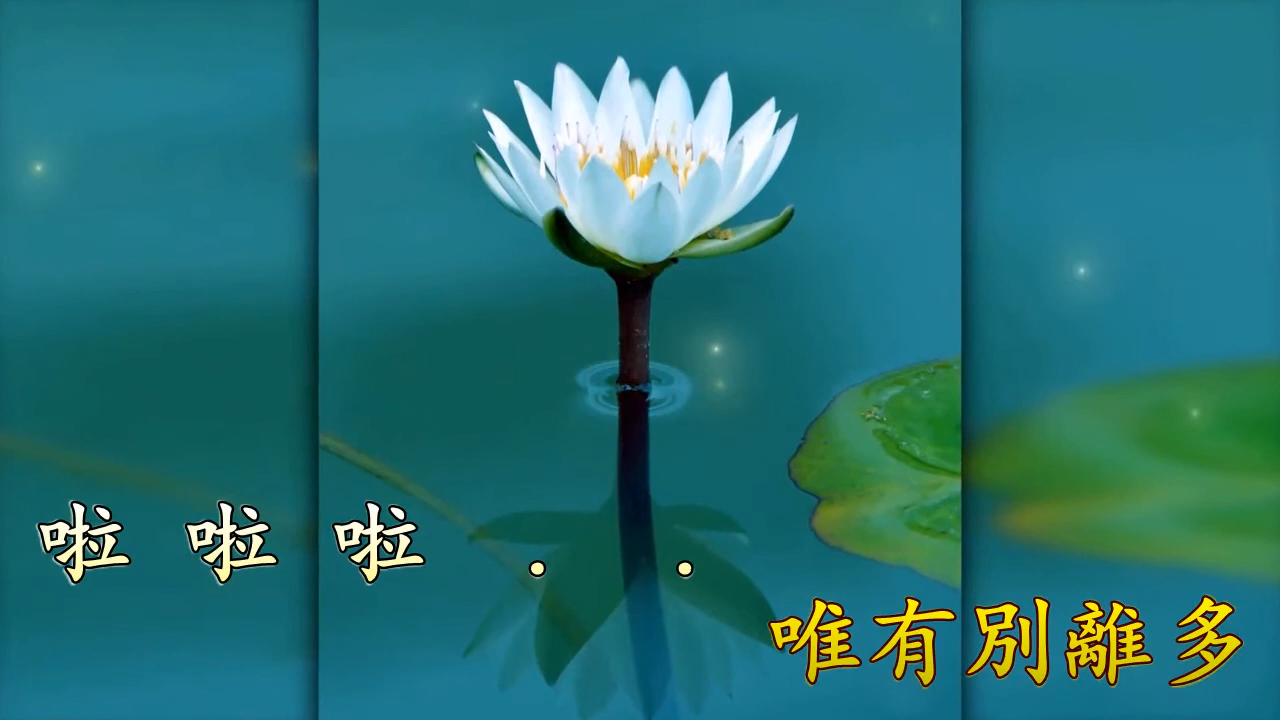 啦 啦 啦 . .
唯有別離多